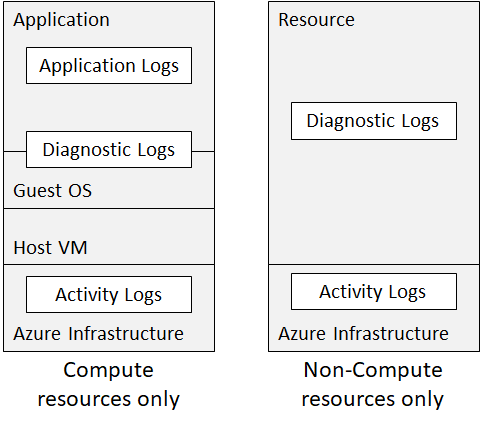 Application
Application Logs
Diagnostic Logs
Guest OS
Host VM
Activity Logs
Azure Infrastructure
Compute
resources only
Resource
Diagnostic Logs
Activity Logs
Azure Infrastructure
Non-Compute
resources only